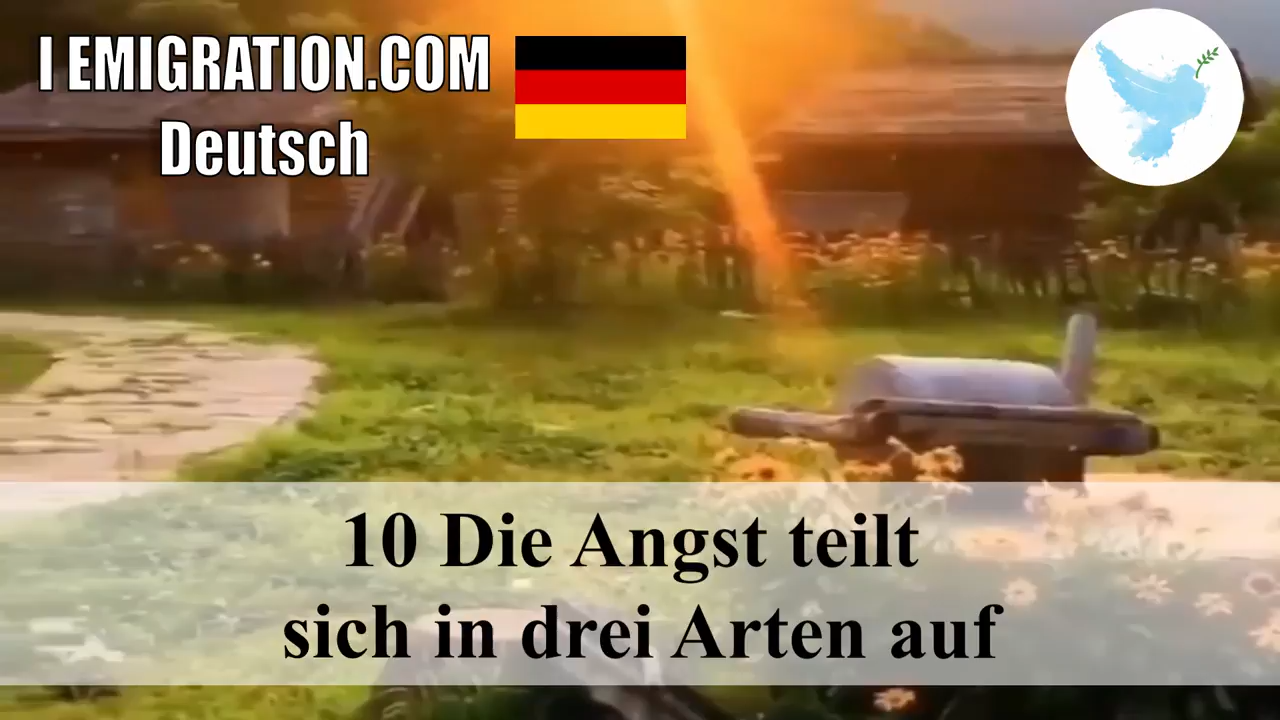 I EMIGRATION.COM
Deutsch
10 Die Angst teilt
sich in drei Arten auf